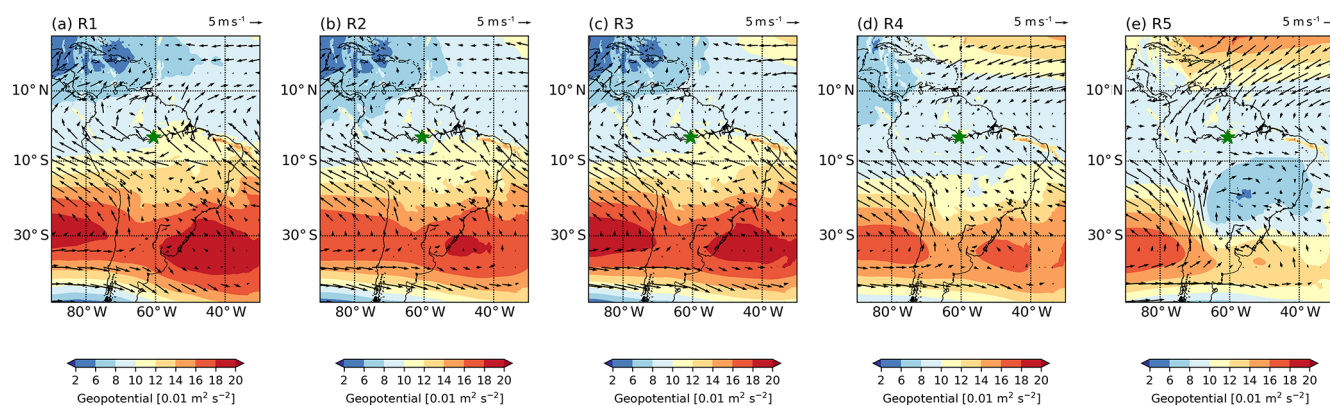 (a) R1 5 m s⁻¹
(b) R2 5 m s⁻¹
(c) R3 5 m s⁻¹
(d) R4 5 m s⁻¹
(e) R5 5 m s⁻¹
10° N
10° S
30° S
80° W 60° W 40° W
10° N
10° S
30° S
80° W 60° W 40° W
10° N
10° S
30° S
80° W 60° W 40° W
10° N
10° S
30° S
80° W 60° W 40° W
10° N
10° S
30° S
80° W 60° W 40° W
2 6 8 10 12 14 16 18 20
Geopotential [0.01 m² s⁻²]
2 6 8 10 12 14 16 18 20
Geopotential [0.01 m² s⁻²]
2 6 8 10 12 14 16 18 20
Geopotential [0.01 m² s⁻²]
2 6 8 10 12 14 16 18 20
Geopotential [0.01 m² s⁻²]
2 6 8 10 12 14 16 18 20
Geopotential [0.01 m² s⁻²]